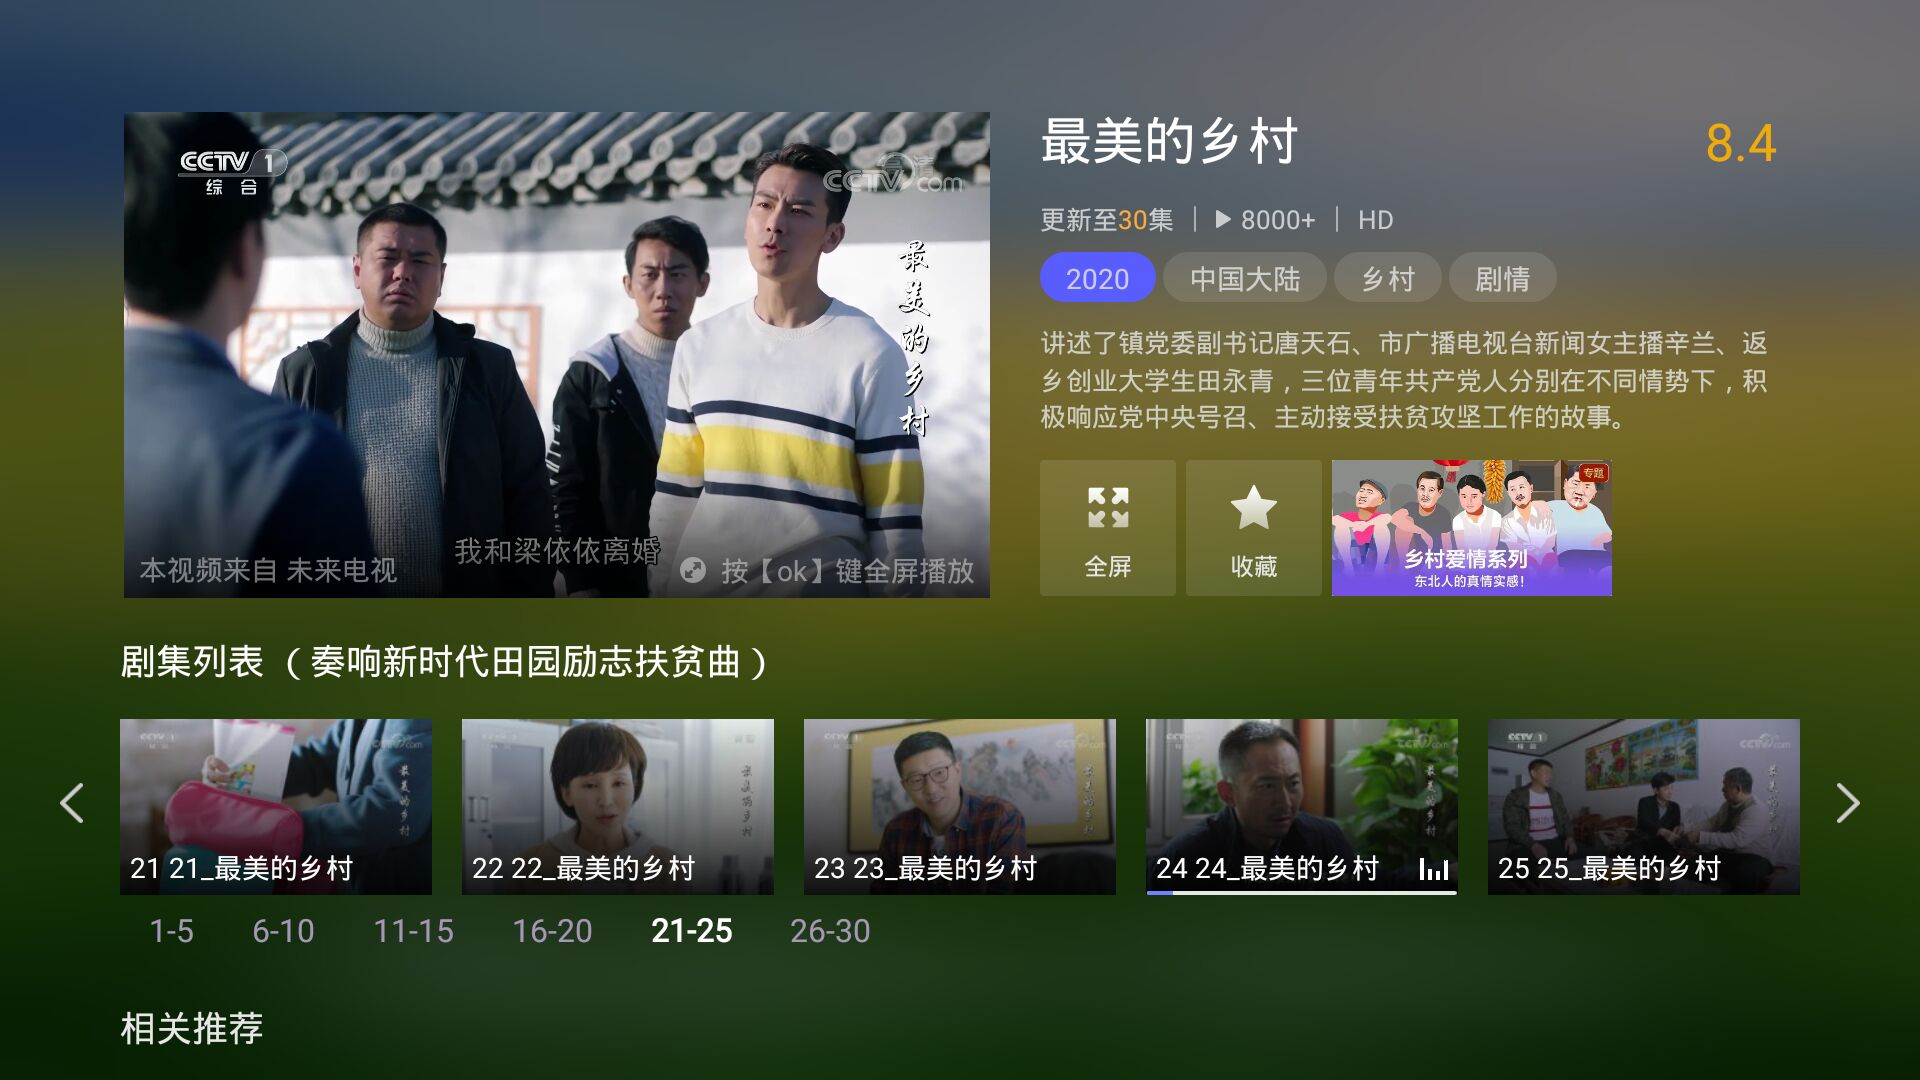 CCTV 1
综合
CCTV.com
最美的乡村
我和梁依依离婚
本视频来自 未来电视
按【ok】键全屏播放
最美的乡村
8.4
更新至30集
8000+
HD
2020
中国大陆
乡村
剧情
讲述了镇党委副书记唐天石、市广播电视台新闻女主播辛兰、返
乡创业大学生田永青，三位青年共产党人分别在不同情势下，积
极响应党中央号召、主动接受扶贫攻坚工作的故事。
全屏
收藏
专题
乡村爱情系列
东北人的真情实感！
剧集列表 （奏响新时代田园励志扶贫曲）
21 21_最美的乡村
22 22_最美的乡村
23 23_最美的乡村
24 24_最美的乡村
25 25_最美的乡村
1-5
6-10
11-15
16-20
21-25
26-30
相关推荐